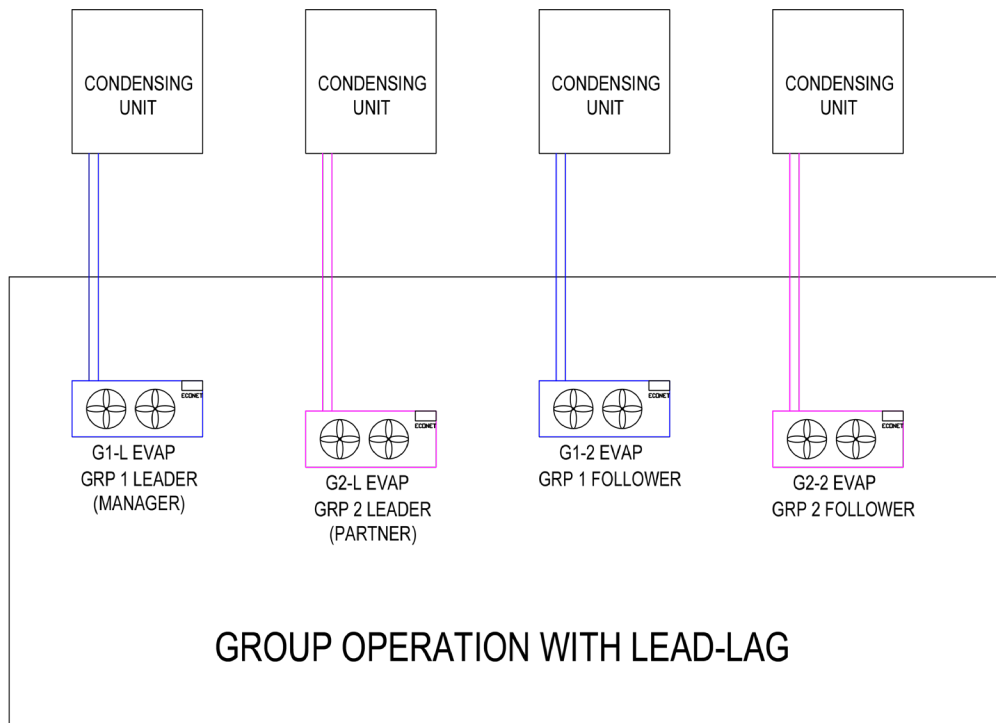 CONDENSING
UNIT
CONDENSING
UNIT
CONDENSING
UNIT
CONDENSING
UNIT
ECONET
G1-L EVAP
GRP 1 LEADER
(MANAGER)
ECONET
G2-L EVAP
GRP 2 LEADER
(PARTNER)
ECONET
G1-2 EVAP
GRP 1 FOLLOWER
ECONET
G2-2 EVAP
GRP 2 FOLLOWER
GROUP OPERATION WITH LEAD-LAG